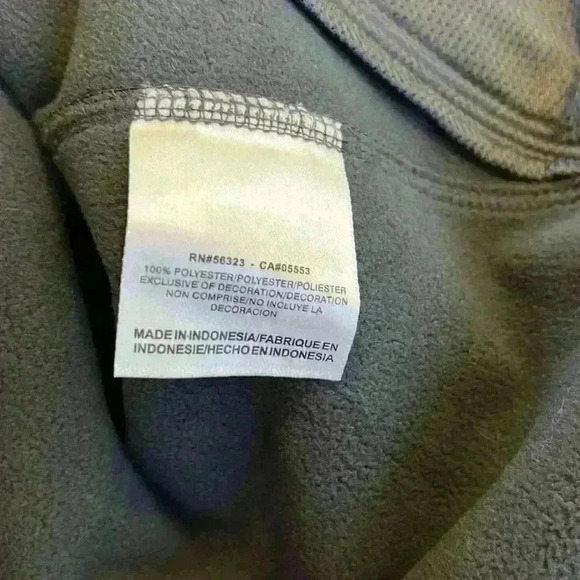 RN#56323 - CA#05553
100% POLYESTER/POLYESTER/POLIESTER
EXCLUSIVE OF DECORATION/DECORATION
NON COMPRISE/NO INCLUYE LA
DECORACION
MADE IN INDONESIA/FABRIQUE EN
INDONESIE/HECHO EN INDONESIA